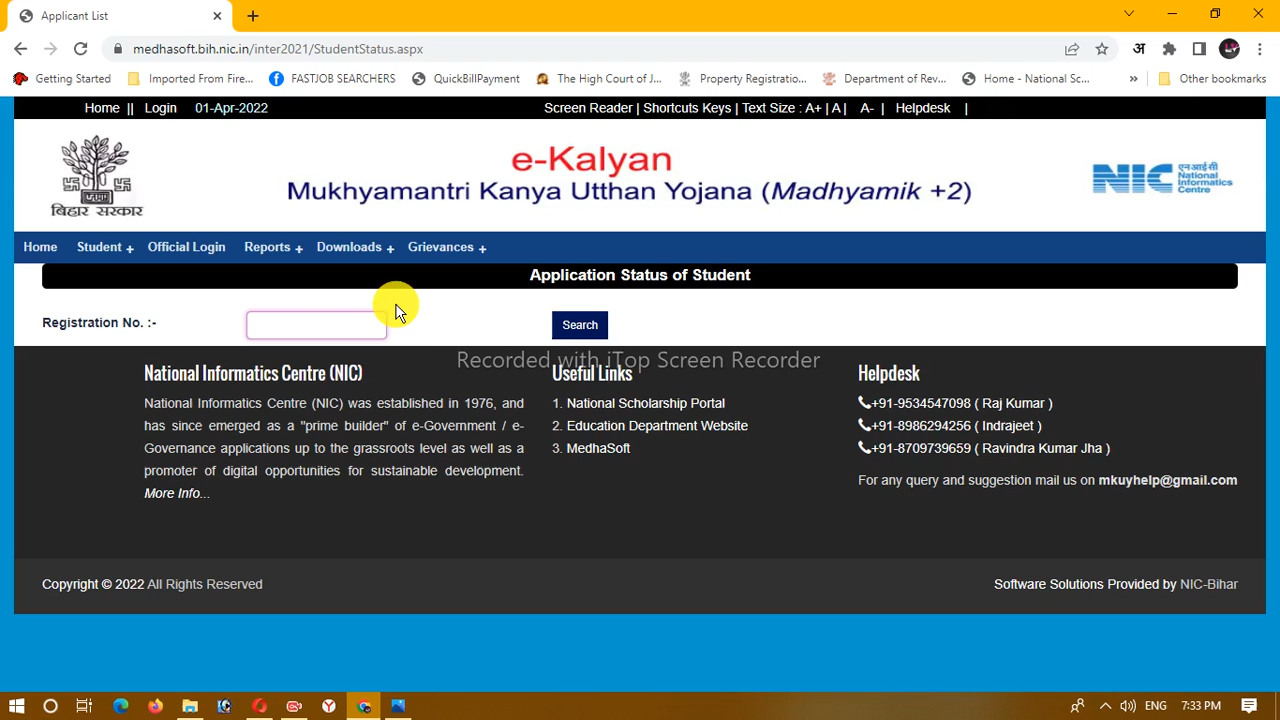 Applicant List
medhasoft.bih.nic.in/inter2021/StudentStatus.aspx
अ
Getting Started
Imported From Fire...
FASTJOB SEARCHERS
QuickBillPayment
The High Court of J...
Property Registratio...
Department of Rev...
Home - National Sc...
»
Other bookmarks
Home || Login 01-Apr-2022
Screen Reader | Shortcuts Keys | Text Size : A+ | A | A- | Helpdesk |
बिहार सरकार
e-Kalyan
Mukhyamantri Kanya Utthan Yojana (Madhyamik +2)
NIC
एन आई सी
National
Informatics
Centre
Home Student + Official Login Reports + Downloads + Grievances +
Application Status of Student
Registration No. :-
Search
Recorded with iTop Screen Recorder
National Informatics Centre (NIC)
National Informatics Centre (NIC) was established in 1976, and
has since emerged as a "prime builder" of e-Government / e-
Governance applications up to the grassroots level as well as a
promoter of digital opportunities for sustainable development.
More Info...
Useful Links
1. National Scholarship Portal
2. Education Department Website
3. MedhaSoft
Helpdesk
+91-9534547098 ( Raj Kumar )
+91-8986294256 ( Indrajeet )
+91-8709739659 ( Ravindra Kumar Jha )
For any query and suggestion mail us on mkuyhelp@gmail.com
Copyright © 2022 All Rights Reserved
Software Solutions Provided by NIC-Bihar
ENG 7:33 PM